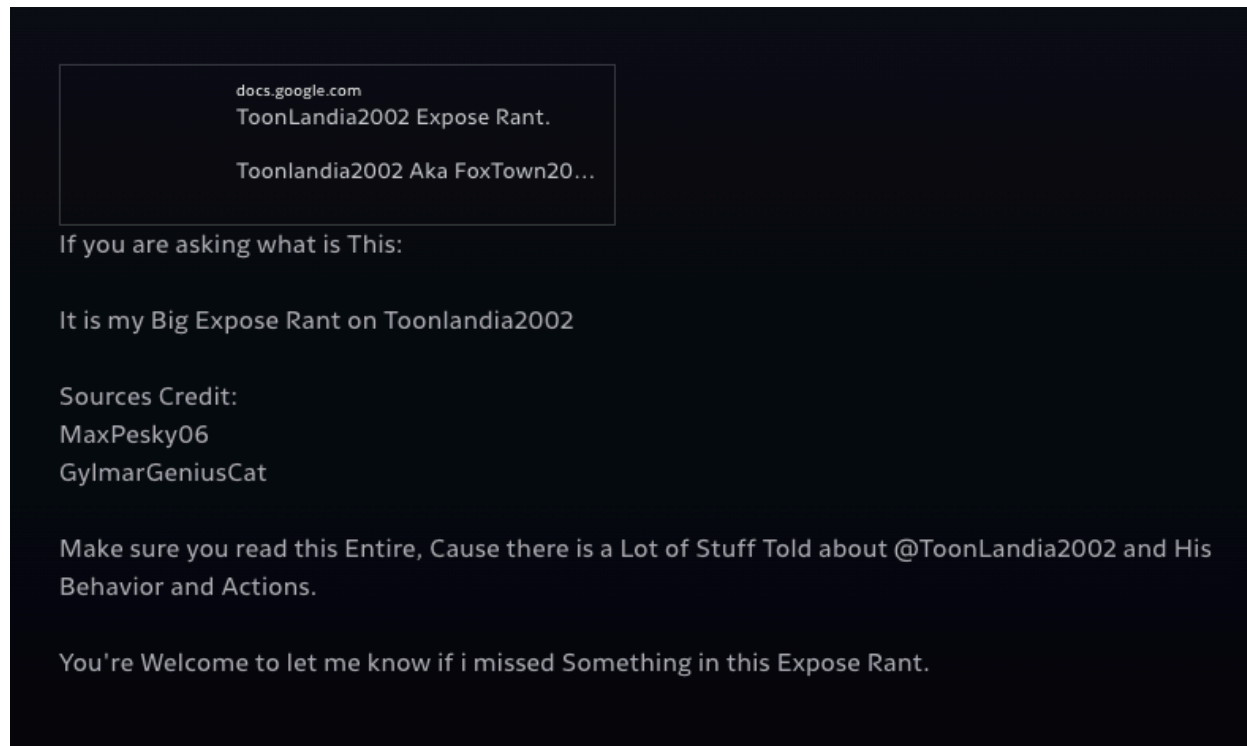 docs.google.com
ToonLandia2002 Expose Rant.
Toonlandia2002 Aka FoxTown20...
If you are asking what is This:
It is my Big Expose Rant on Toonlandia2002
Sources Credit:
MaxPesky06
GylmarGeniusCat
Make sure you read this Entire, Cause there is a Lot of Stuff Told about @ToonLandia2002 and His
Behavior and Actions.
You're Welcome to let me know if i missed Something in this Expose Rant.